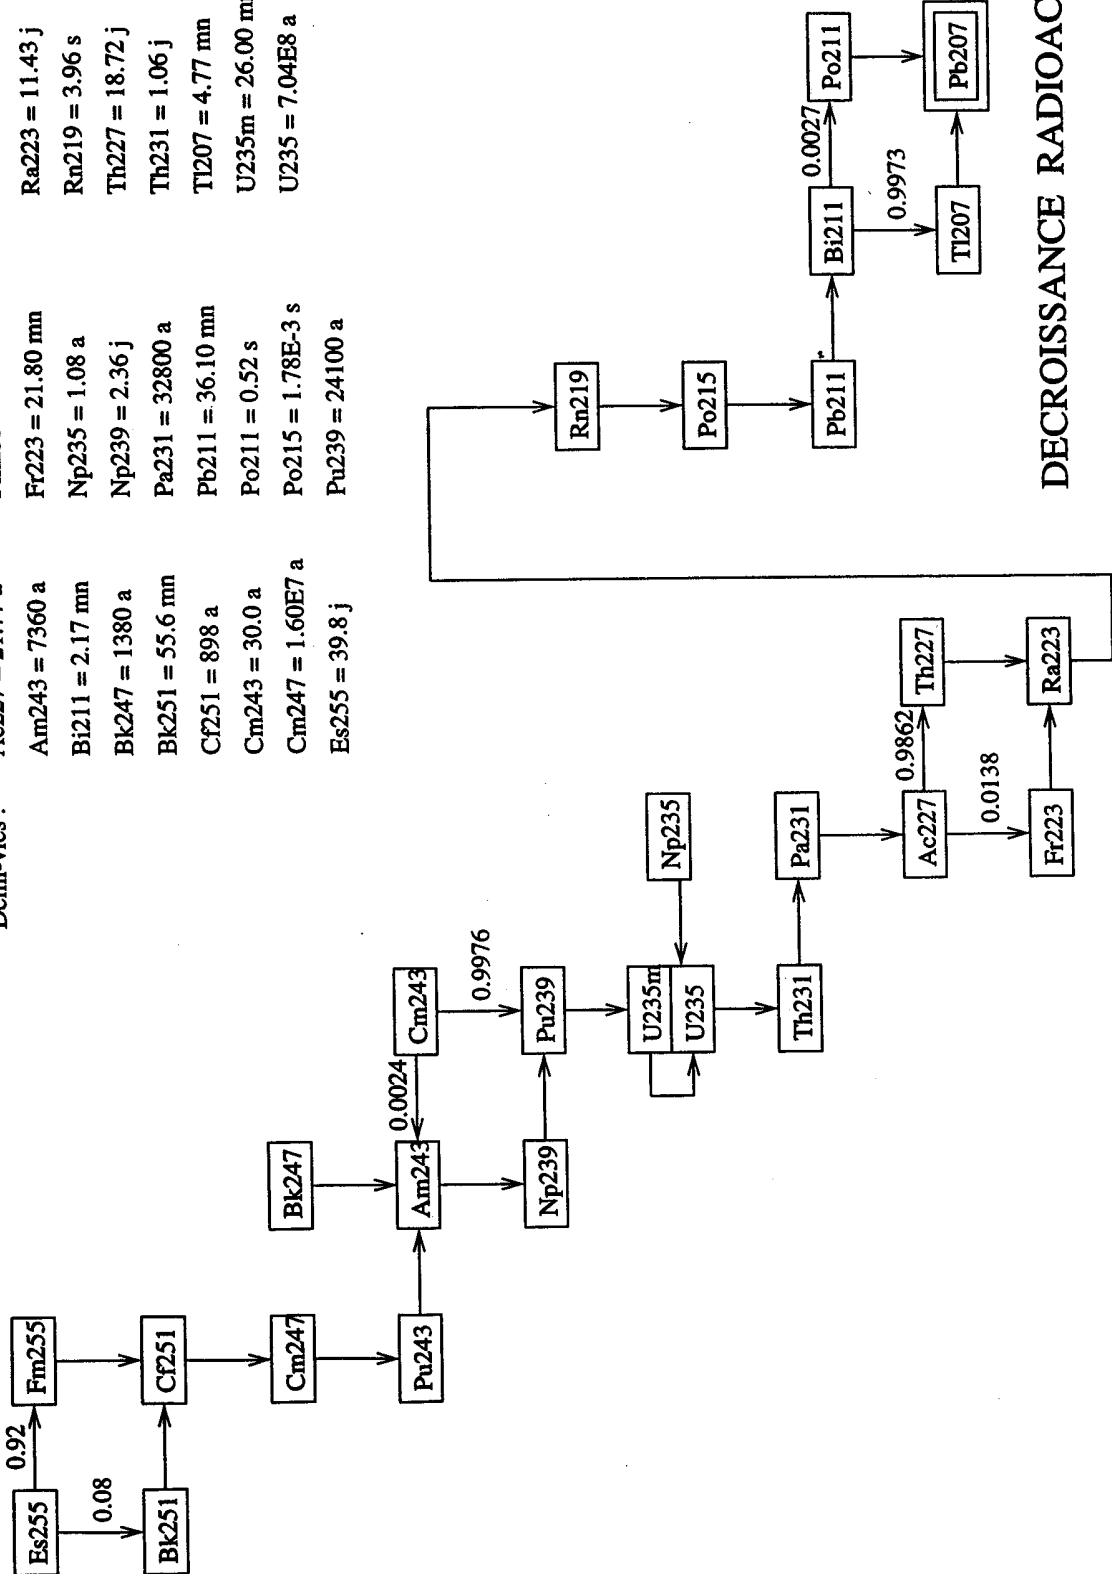 Ra223 = 11.43 j
Rn219 = 3.96 s
Th227 = 18.72 j
Th231 = 1.06 j
Tl207 = 4.77 mn
U235m = 26.00
U235 = 7.04E8 a
Fr223 = 21.80 mn
Np235 = 1.08 a
Np239 = 2.36 j
Pa231 = 32800 a
Pb211 = 36.10 mn
Po211 = 0.52 s
Po215 = 1.78E-3 s
Pu239 = 24100 a
Am243 = 7360 a
Bi211 = 2.17 mn
Bk247 = 1380 a
Bk251 = 55.6 mn
Cf251 = 898 a
Cm243 = 30.0 a
Cm247 = 1.60E7 a
Es255 = 39.8 j
Es255
0.92
Fm255
0.08
Bk251
Cf251
Cm247
Bk247
Pu243
Am243
0.0024
Cm243
0.9976
Np239
Pu239
U235m
U235
Np235
Th231
Pa231
Ac227
0.9862
Th227
0.0138
Fr223
Ra223
Rn219
Po215
Pb211
Bi211
0.0027
Po211
0.9973
Tl207
Pb207
DECROISSANCE RADIOAC